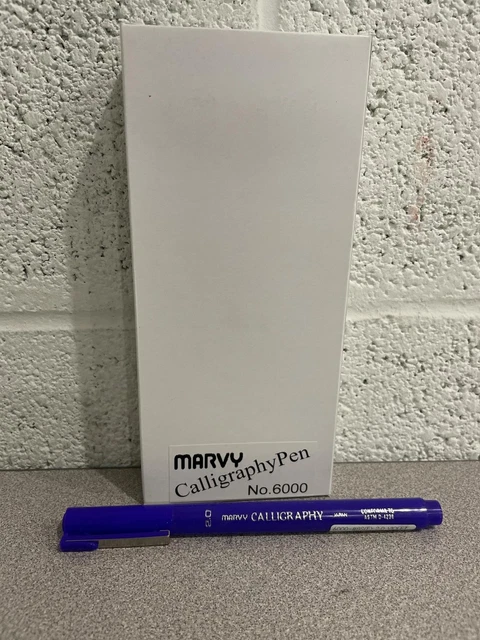 MARVY
CalligraphyPen
No.6000
2.0 MARVY CALLIGRAPHY JAPAN CONFORMS TO
ASTM D-4236